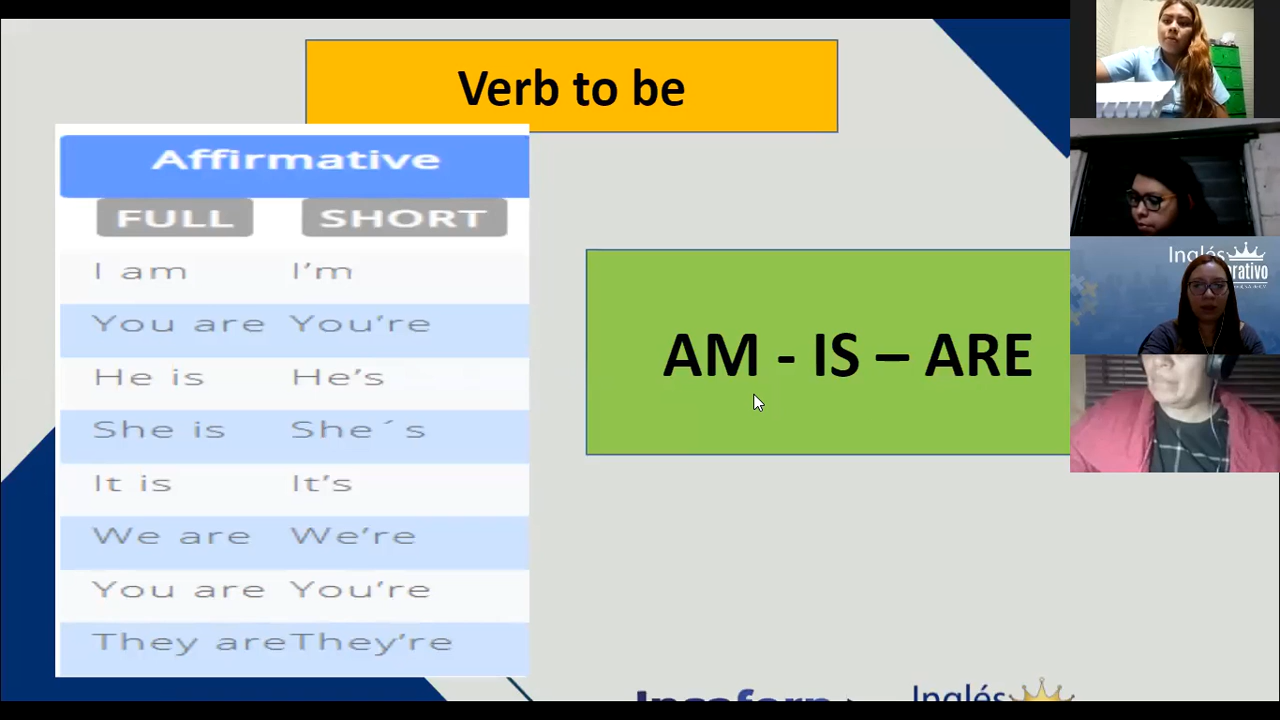 Verb to be
Affirmative
FULL SHORT
I am I'm
You are You're
He is He's
She is She´s
It is It's
We are We're
You are You're
They are They're
AM - IS – ARE
Inglés
Inglés